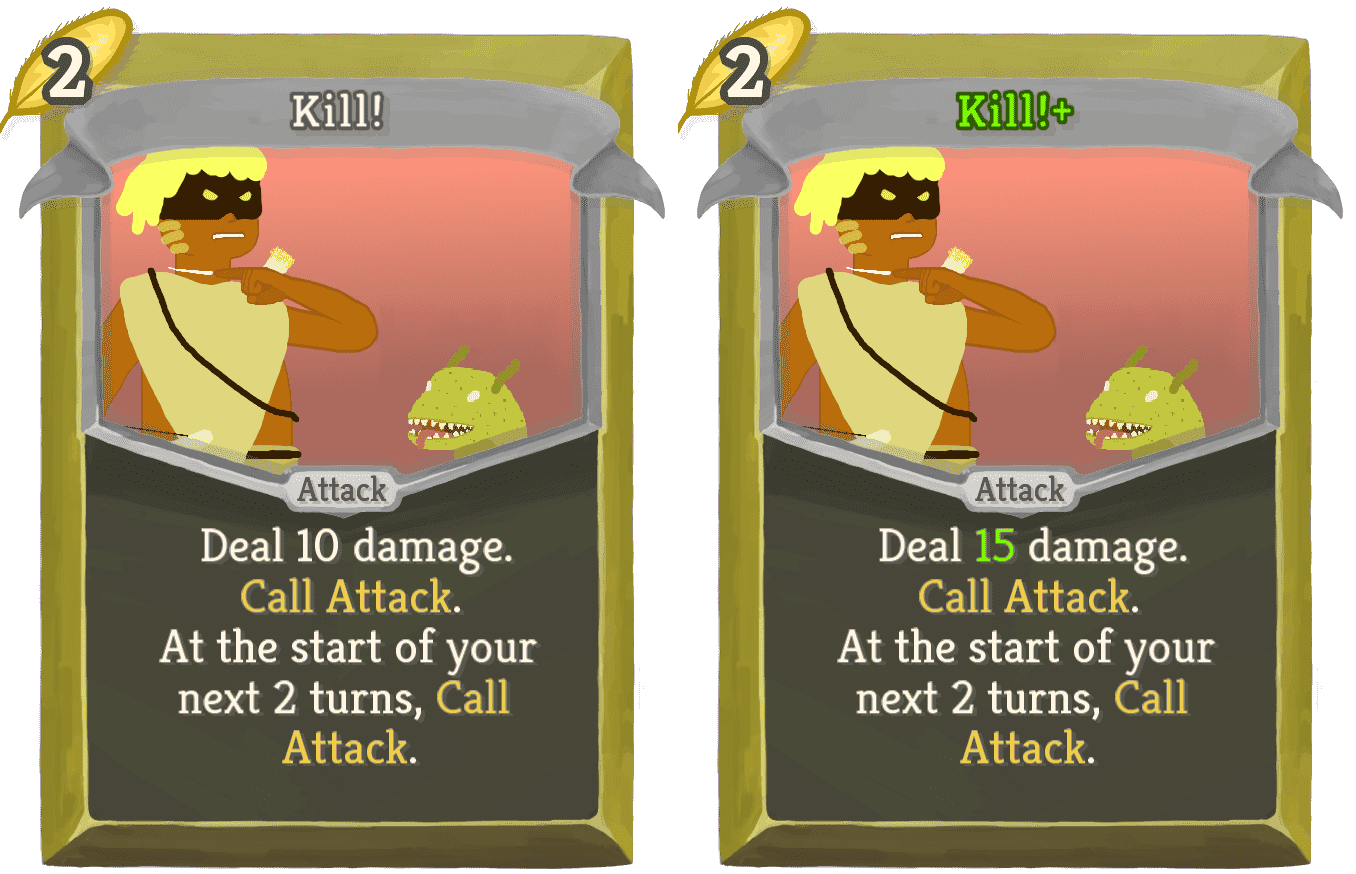 2
Kill!
Attack
Deal 10 damage.
Call Attack.
At the start of your
next 2 turns, Call
Attack.
2
Kill!+
Attack
Deal 15 damage.
Call Attack.
At the start of your
next 2 turns, Call
Attack.